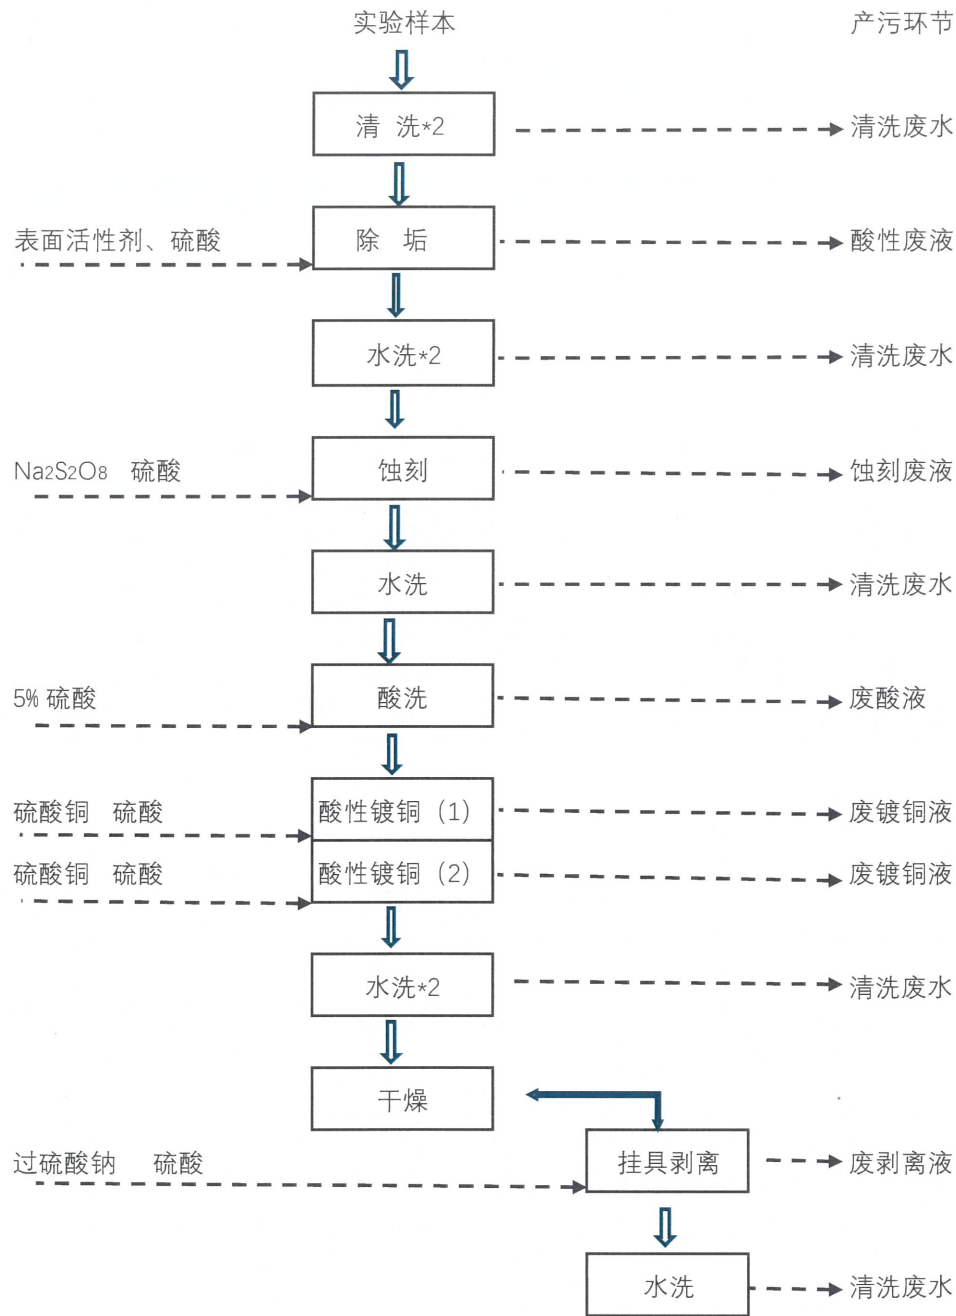 实验样本 产污环节
清 洗*2 清洗废水
表面活性剂、硫酸 除 垢 酸性废液
水洗*2 清洗废水
Na2S2O8 硫酸 蚀刻 蚀刻废液
水洗 清洗废水
5% 硫酸 酸洗 废酸液
硫酸铜 硫酸 酸性镀铜（1） 废镀铜液
硫酸铜 硫酸 酸性镀铜（2） 废镀铜液
水洗*2 清洗废水
干燥
过硫酸钠 硫酸 挂具剥离 废剥离液
水洗 清洗废水